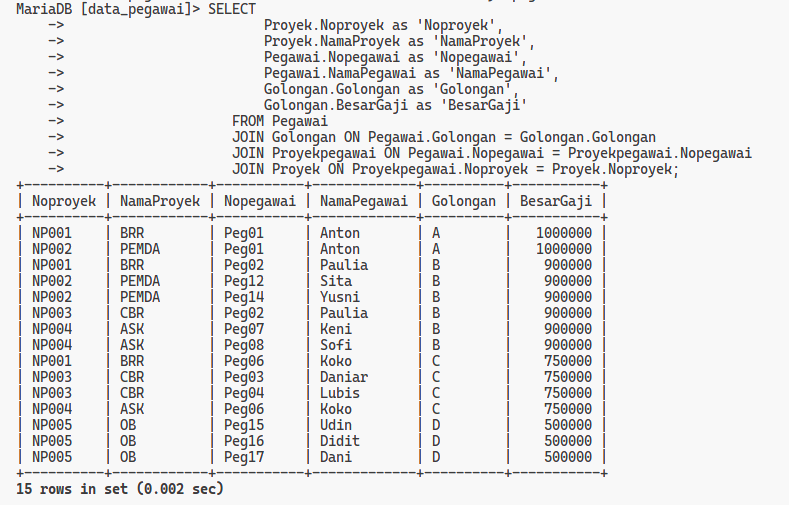 MariaDB [data_pegawai]> SELECT
    ->                         Proyek.Noproyek as 'Noproyek',
    ->                         Proyek.NamaProyek as 'NamaProyek',
    ->                         Pegawai.Nopegawai as 'Nopegawai',
    ->                         Pegawai.NamaPegawai as 'NamaPegawai',
    ->                         Golongan.Golongan as 'Golongan',
    ->                         Golongan.BesarGaji as 'BesarGaji'
    ->                     FROM Pegawai
    ->                     JOIN Golongan ON Pegawai.Golongan = Golongan.Golongan
    ->                     JOIN Proyekpegawai ON Pegawai.Nopegawai = Proyekpegawai.Nopegawai
    ->                     JOIN Proyek ON Proyekpegawai.Noproyek = Proyek.Noproyek;
+----------+------------+-----------+-------------+----------+-----------+
| Noproyek | NamaProyek | Nopegawai | NamaPegawai | Golongan | BesarGaji |
+----------+------------+-----------+-------------+----------+-----------+
| NP001    | BRR        | Peg01     | Anton       | A        |   1000000 |
| NP002    | PEMDA      | Peg01     | Anton       | A        |   1000000 |
| NP001    | BRR        | Peg02     | Paulia      | B        |    900000 |
| NP002    | PEMDA      | Peg12     | Sita        | B        |    900000 |
| NP002    | PEMDA      | Peg14     | Yusni       | B        |    900000 |
| NP003    | CBR        | Peg02     | Paulia      | B        |    900000 |
| NP004    | ASK        | Peg07     | Keni        | B        |    900000 |
| NP004    | ASK        | Peg08     | Sofi        | B        |    900000 |
| NP001    | BRR        | Peg06     | Koko        | C        |    750000 |
| NP003    | CBR        | Peg03     | Daniar      | C        |    750000 |
| NP003    | CBR        | Peg04     | Lubis       | C        |    750000 |
| NP004    | ASK        | Peg06     | Koko        | C        |    750000 |
| NP005    | OB         | Peg15     | Udin        | D        |    500000 |
| NP005    | OB         | Peg16     | Didit       | D        |    500000 |
| NP005    | OB         | Peg17     | Dani        | D        |    500000 |
+----------+------------+-----------+-------------+----------+-----------+
15 rows in set (0.002 sec)